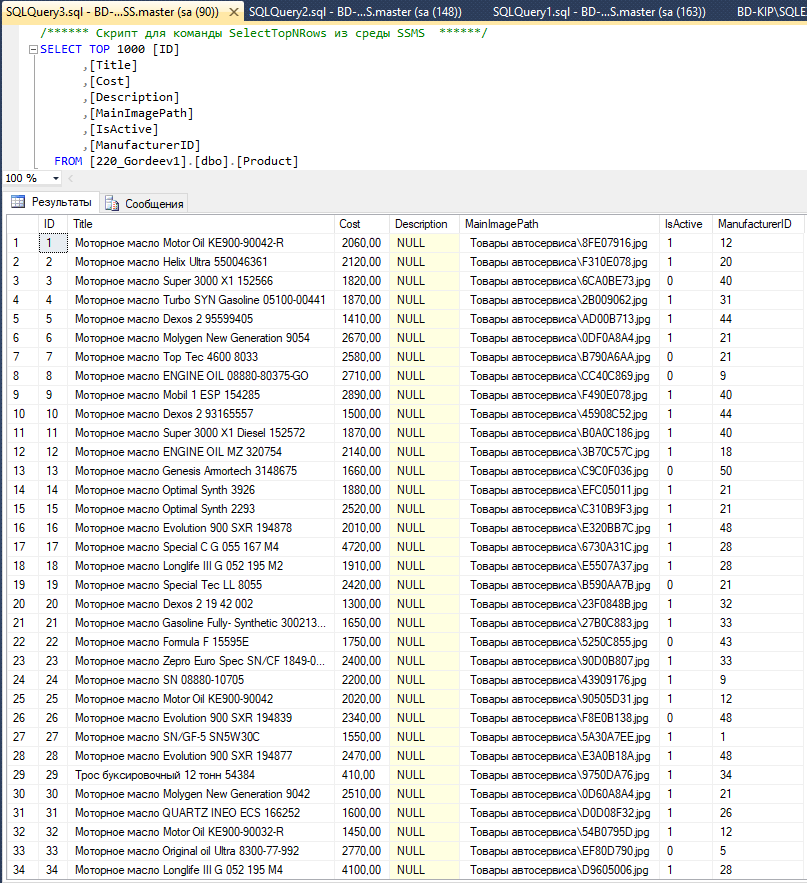 SQLQuery3.sql - BD-...SS.master (sa (90)) SQLQuery2.sql - BD-...S.master (sa (148)) SQLQuery1.sql - BD-...S.master (sa (163)) BD-KIP\SQLE
/****** Скрипт для команды SelectTopNRows из среды SSMS ******/
SELECT TOP 1000 [ID]
,[Title]
,[Cost]
,[Description]
,[MainImagePath]
,[IsActive]
,[ManufacturerID]
FROM [220_Gordeev1].[dbo].[Product]
100 %
Результаты Сообщения
ID Title Cost Description MainImagePath IsActive ManufacturerID
1 1 Моторное масло Motor Oil KE900-90042-R 2060,00 NULL Товары автосервиса\8FE07916.jpg 1 12
2 2 Моторное масло Helix Ultra 550046361 2120,00 NULL Товары автосервиса\F310E078.jpg 1 20
3 3 Моторное масло Super 3000 X1 152566 1820,00 NULL Товары автосервиса\6CA0BE73.jpg 0 40
4 4 Моторное масло Turbo SYN Gasoline 05100-00441 1870,00 NULL Товары автосервиса\2B009062.jpg 1 31
5 5 Моторное масло Dexos 2 95599405 1410,00 NULL Товары автосервиса\AD00B713.jpg 1 44
6 6 Моторное масло Molygen New Generation 9054 2670,00 NULL Товары автосервиса\0DF0A8A4.jpg 1 21
7 7 Моторное масло Top Tec 4600 8033 2580,00 NULL Товары автосервиса\B790A6AA.jpg 0 21
8 8 Моторное масло ENGINE OIL 08880-80375-GO 2710,00 NULL Товары автосервиса\CC40C869.jpg 0 9
9 9 Моторное масло Mobil 1 ESP 154285 2890,00 NULL Товары автосервиса\F490E078.jpg 1 40
10 10 Моторное масло Dexos 2 93165557 1500,00 NULL Товары автосервиса\45908C52.jpg 1 44
11 11 Моторное масло Super 3000 X1 Diesel 152572 1870,00 NULL Товары автосервиса\B0A0C186.jpg 1 40
12 12 Моторное масло ENGINE OIL MZ 320754 2140,00 NULL Товары автосервиса\3B70C57C.jpg 1 18
13 13 Моторное масло Genesis Amortech 3148675 1660,00 NULL Товары автосервиса\C9C0F036.jpg 0 50
14 14 Моторное масло Optimal Synth 3926 1880,00 NULL Товары автосервиса\EFC05011.jpg 1 21
15 15 Моторное масло Optimal Synth 2293 2520,00 NULL Товары автосервиса\C310B9F3.jpg 1 21
16 16 Моторное масло Evolution 900 SXR 194878 2010,00 NULL Товары автосервиса\E320BB7C.jpg 1 48
17 17 Моторное масло Special C G 055 167 M4 4720,00 NULL Товары автосервиса\6730A31C.jpg 1 28
18 18 Моторное масло Longlife III G 052 195 M2 1910,00 NULL Товары автосервиса\E5507A37.jpg 1 28
19 19 Моторное масло Special Tec LL 8055 2420,00 NULL Товары автосервиса\B590AA7B.jpg 0 21
20 20 Моторное масло Dexos 2 19 42 002 1300,00 NULL Товары автосервиса\23F0848B.jpg 1 32
21 21 Моторное масло Gasoline Fully- Synthetic 300213... 1650,00 NULL Товары автосервиса\27B0C883.jpg 1 33
22 22 Моторное масло Formula F 15595E 1750,00 NULL Товары автосервиса\5250C855.jpg 0 43
23 23 Моторное масло Zepro Euro Spec SN/CF 1849-0... 2400,00 NULL Товары автосервиса\90D0B807.jpg 1 33
24 24 Моторное масло SN 08880-10705 2200,00 NULL Товары автосервиса\43909176.jpg 1 9
25 25 Моторное масло Motor Oil KE900-90042 2020,00 NULL Товары автосервиса\90505D31.jpg 1 12
26 26 Моторное масло Evolution 900 SXR 194839 2340,00 NULL Товары автосервиса\F8E0B138.jpg 0 48
27 27 Моторное масло SN/GF-5 SN5W30C 1550,00 NULL Товары автосервиса\5A30A7EE.jpg 1 1
28 28 Моторное масло Evolution 900 SXR 194877 2470,00 NULL Товары автосервиса\E3A0B18A.jpg 1 48
29 29 Трос буксировочный 12 тонн 54384 410,00 NULL Товары автосервиса\9750DA76.jpg 1 34
30 30 Моторное масло Molygen New Generation 9042 2510,00 NULL Товары автосервиса\0D60A8A4.jpg 1 21
31 31 Моторное масло QUARTZ INEO ECS 166252 1600,00 NULL Товары автосервиса\D0D08F32.jpg 1 26
32 32 Моторное масло Motor Oil KE900-90032-R 1450,00 NULL Товары автосервиса\54B0795D.jpg 1 12
33 33 Моторное масло Original oil Ultra 8300-77-992 2770,00 NULL Товары автосервиса\EF80D790.jpg 0 5
34 34 Моторное масло Longlife III G 052 195 M4 4100,00 NULL Товары автосервиса\D9605006.jpg 1 28